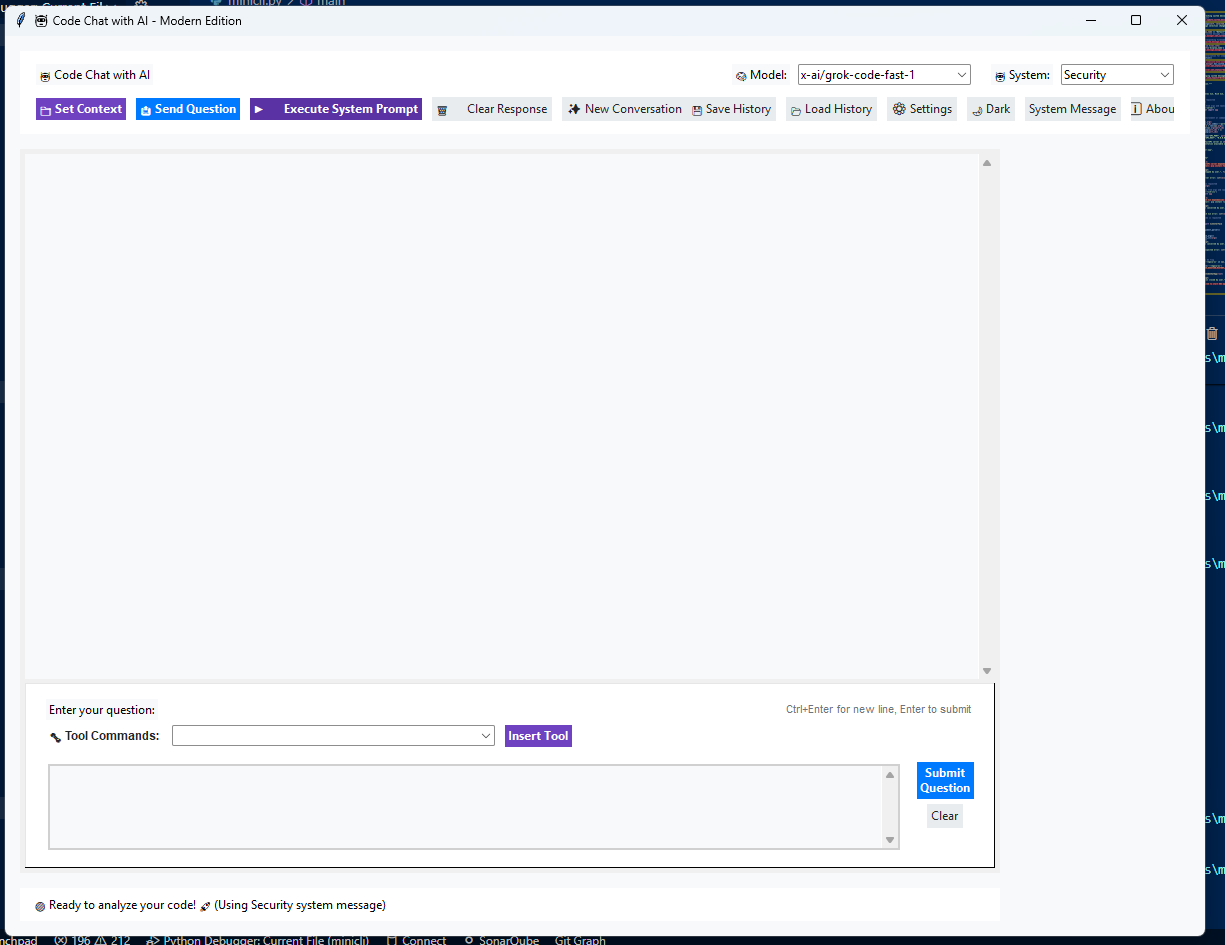 Code Chat with AI - Modern Edition
Code Chat with AI
Model: x-ai/grok-code-fast-1 System: Security
Set Context Send Question Execute System Prompt Clear Response New Conversation Save History Load History Settings Dark System Message Abou
Enter your question: Ctrl+Enter for new line, Enter to submit
Tool Commands: Insert Tool
Submit
Question
Clear
Ready to analyze your code! (Using Security system message)
nchpad 196 212 Python Debugger: Current File (minicli) Connect SonarQube Git Graph